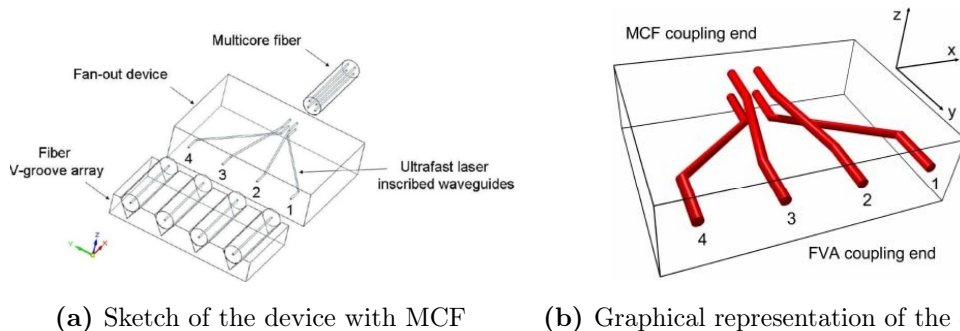 Multicore fiber
Fan-out device
Fiber
V-groove array
Ultrafast laser
inscribed waveguides
4
3
2
1
Y
Z
X
(a) Sketch of the device with MCF
MCF coupling end
z
x
y
1
2
3
4
FVA coupling end
(b) Graphical representation of the